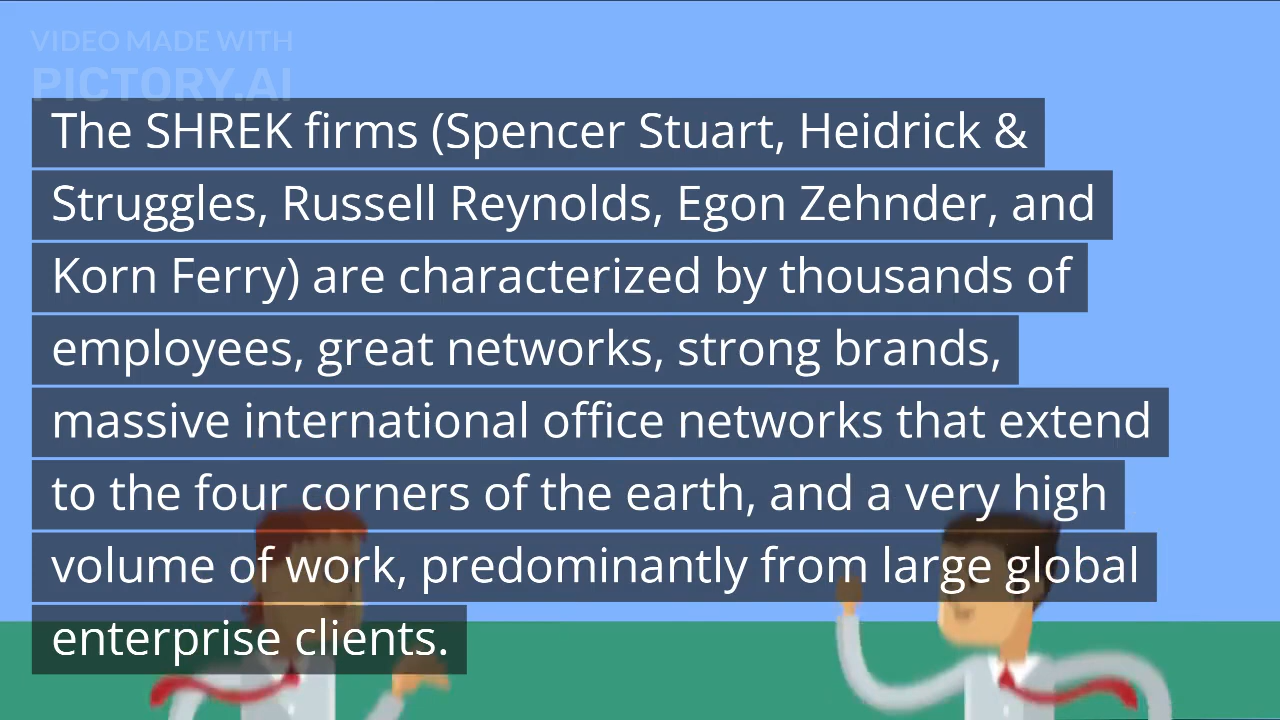 VIDEO MADE WITH
PICTORY.AI
The SHREK firms (Spencer Stuart, Heidrick &
Struggles, Russell Reynolds, Egon Zehnder, and
Korn Ferry) are characterized by thousands of
employees, great networks, strong brands,
massive international office networks that extend
to the four corners of the earth, and a very high
volume of work, predominantly from large global
enterprise clients.